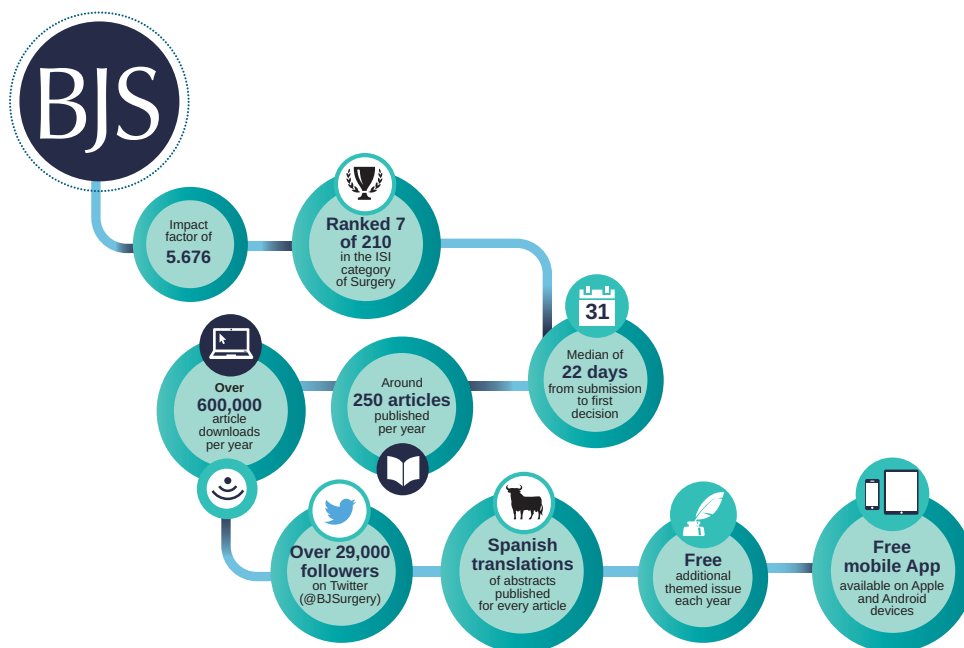 BJS
Impact
factor of
5.676
Ranked 7
of 210
in the ISI
category
of Surgery
31
Median of
22 days
from submission
to first
decision
Around
250 articles
published
per year
Over
600,000
article
downloads
per year
Over 29,000
followers
on Twitter
(@BJSurgery)
Spanish
translations
of abstracts
published
for every article
Free
additional
themed issue
each year
Free
mobile App
available on Apple
and Android
devices